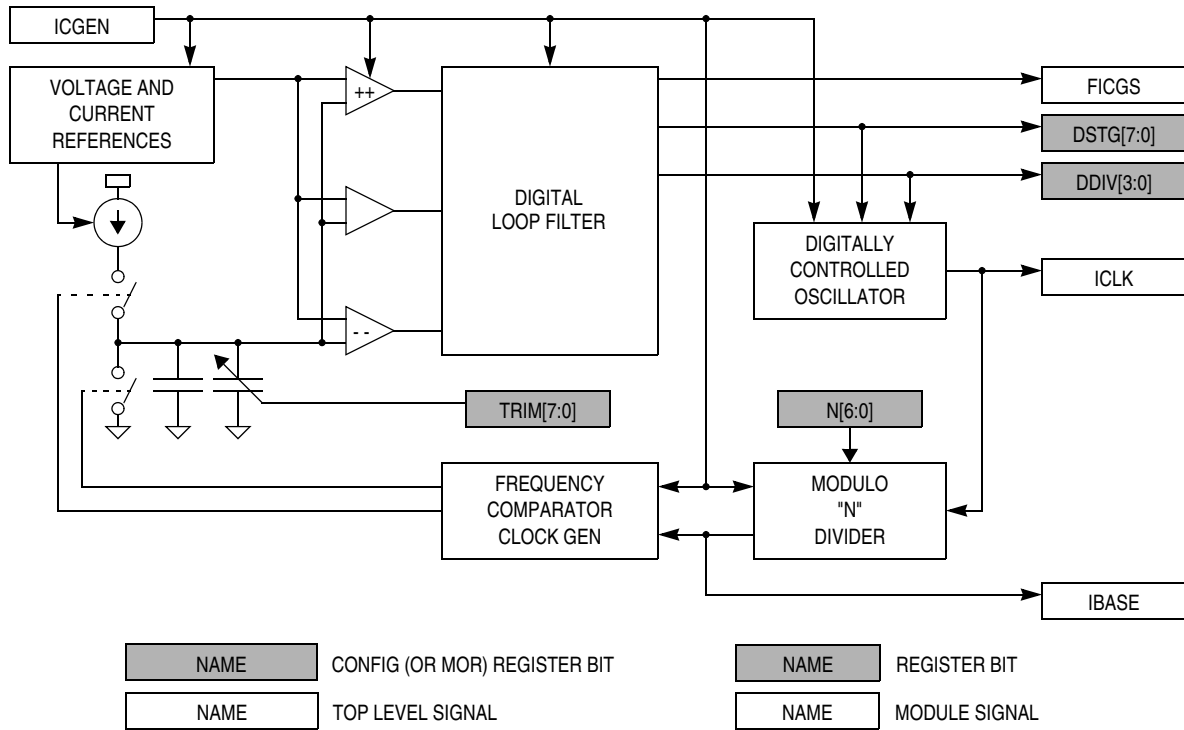 ICGEN
VOLTAGE AND
CURRENT
REFERENCES
++
- -
DIGITAL
LOOP FILTER
FICGS
DSTG[7:0]
DDIV[3:0]
DIGITALLY
CONTROLLED
OSCILLATOR
ICLK
TRIM[7:0]
N[6:0]
FREQUENCY
COMPARATOR
CLOCK GEN
MODULO
"N"
DIVIDER
IBASE
NAME CONFIG (OR MOR) REGISTER BIT
NAME REGISTER BIT
NAME TOP LEVEL SIGNAL
NAME MODULE SIGNAL